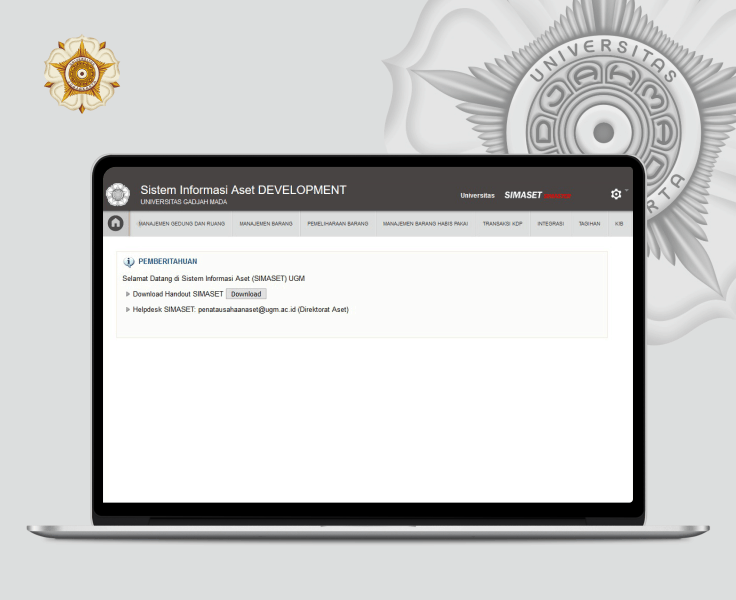 UNIVERSITAS
GADJAH MADA
Sistem Informasi Aset DEVELOPMENT
UNIVERSITAS GADJAH MADA
Universitas SIMASET
MANAJEMEN GEDUNG DAN RUANG MANAJEMEN BARANG PEMELIHARAAN BARANG MANAJEMEN BARANG HABIS PAKAI TRANSAKSI KDP INTEGRASI TAGIHAN KIB
PEMBERITAHUAN
Selamat Datang di Sistem Informasi Aset (SIMASET) UGM
Download Handout SIMASET Download
Helpdesk SIMASET: penatausahaanaset@ugm.ac.id (Direktorat Aset)